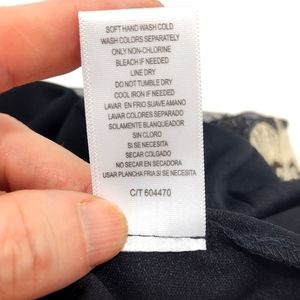 SOFT HAND WASH COLD
WASH COLORS SEPARATELY
ONLY NON-CHLORINE
BLEACH IF NEEDED
LINE DRY
DO NOT TUMBLE DRY
COOL IRON IF NEEDED
LAVAR EN FRIO SUAVE AMANO
LAVAR COLORES SEPARADO
SOLAMENTE BLANQUEADOR
SIN CLORO
SI SE NECESITA
SECAR COLGADO
NO SECAR EN SECADORA
USAR PLANCHA FRIA SI SE NECESITA
C/T 604470